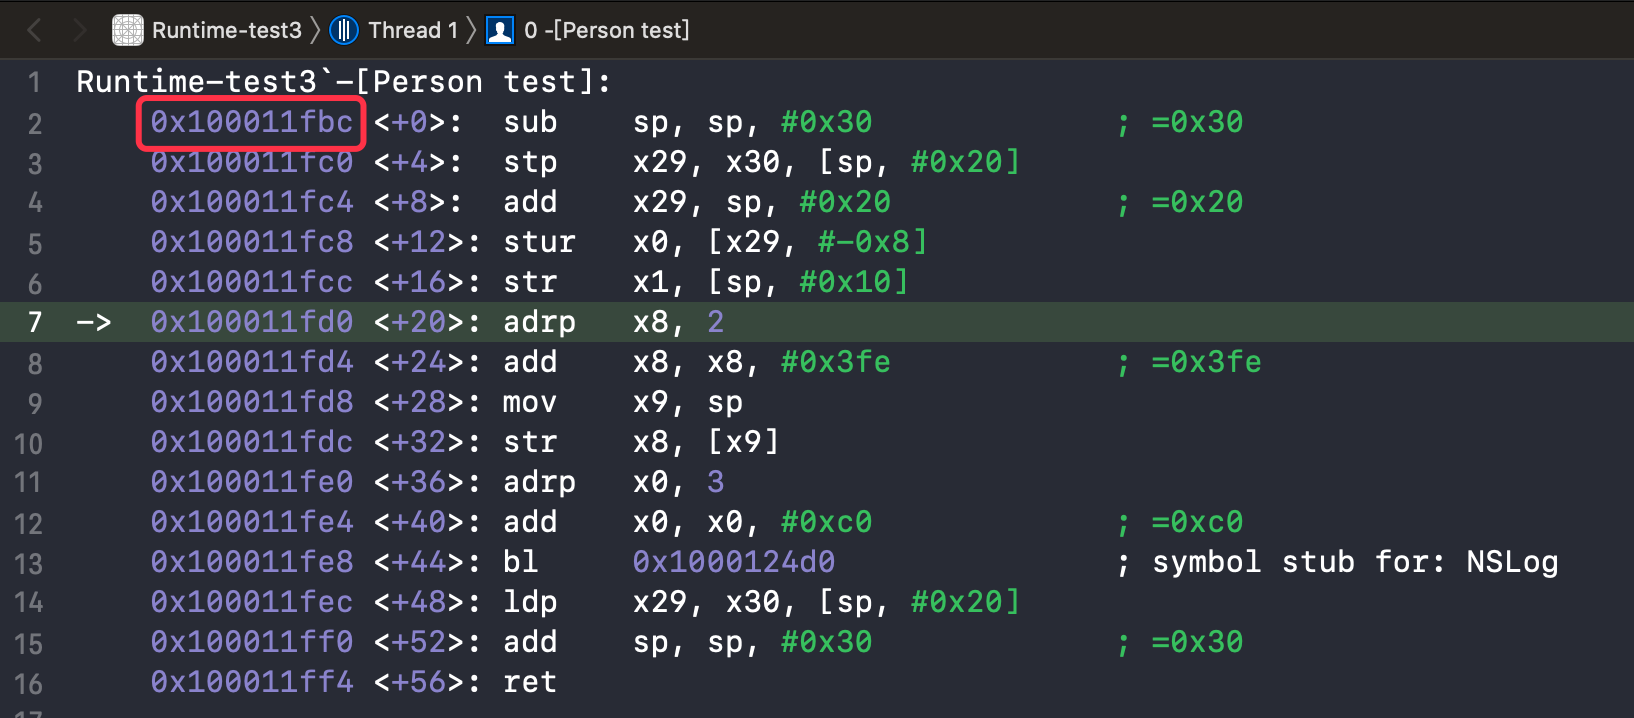 Runtime-test3 〉 Thread 1 〉 0 -[Person test]
1 Runtime-test3`-[Person test]:
2 0x100011fbc <+0>: sub sp, sp, #0x30 ; =0x30
3 0x100011fc0 <+4>: stp x29, x30, [sp, #0x20]
4 0x100011fc4 <+8>: add x29, sp, #0x20 ; =0x20
5 0x100011fc8 <+12>: stur x0, [x29, #-0x8]
6 0x100011fcc <+16>: str x1, [sp, #0x10]
7 -> 0x100011fd0 <+20>: adrp x8, 2
8 0x100011fd4 <+24>: add x8, x8, #0x3fe ; =0x3fe
9 0x100011fd8 <+28>: mov x9, sp
10 0x100011fdc <+32>: str x8, [x9]
11 0x100011fe0 <+36>: adrp x0, 3
12 0x100011fe4 <+40>: add x0, x0, #0xc0 ; =0xc0
13 0x100011fe8 <+44>: bl 0x1000124d0 ; symbol stub for: NSLog
14 0x100011fec <+48>: ldp x29, x30, [sp, #0x20]
15 0x100011ff0 <+52>: add sp, sp, #0x30 ; =0x30
16 0x100011ff4 <+56>: ret
17